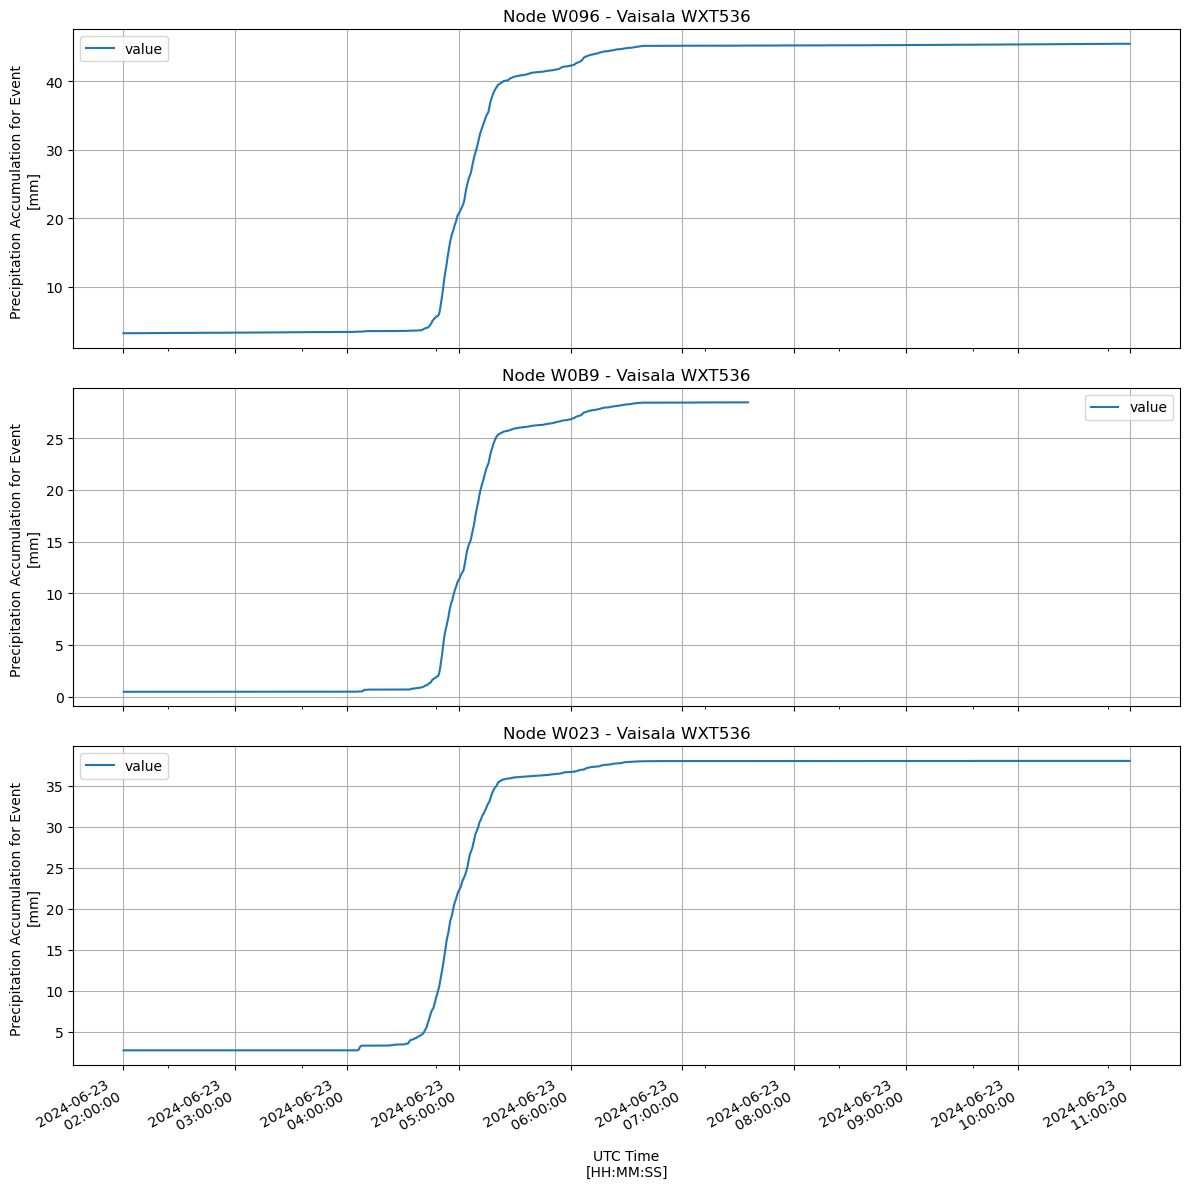 Node W096 - Vaisala WXT536
value
Precipitation Accumulation for Event
[mm]
40
30
20
10
Node W0B9 - Vaisala WXT536
value
Precipitation Accumulation for Event
[mm]
25
20
15
10
5
0
Node W023 - Vaisala WXT536
value
Precipitation Accumulation for Event
[mm]
35
30
25
20
15
10
5
2024-06-23
02:00:00
2024-06-23
03:00:00
2024-06-23
04:00:00
2024-06-23
05:00:00
2024-06-23
06:00:00
2024-06-23
07:00:00
2024-06-23
08:00:00
2024-06-23
09:00:00
2024-06-23
10:00:00
2024-06-23
11:00:00
UTC Time
[HH:MM:SS]